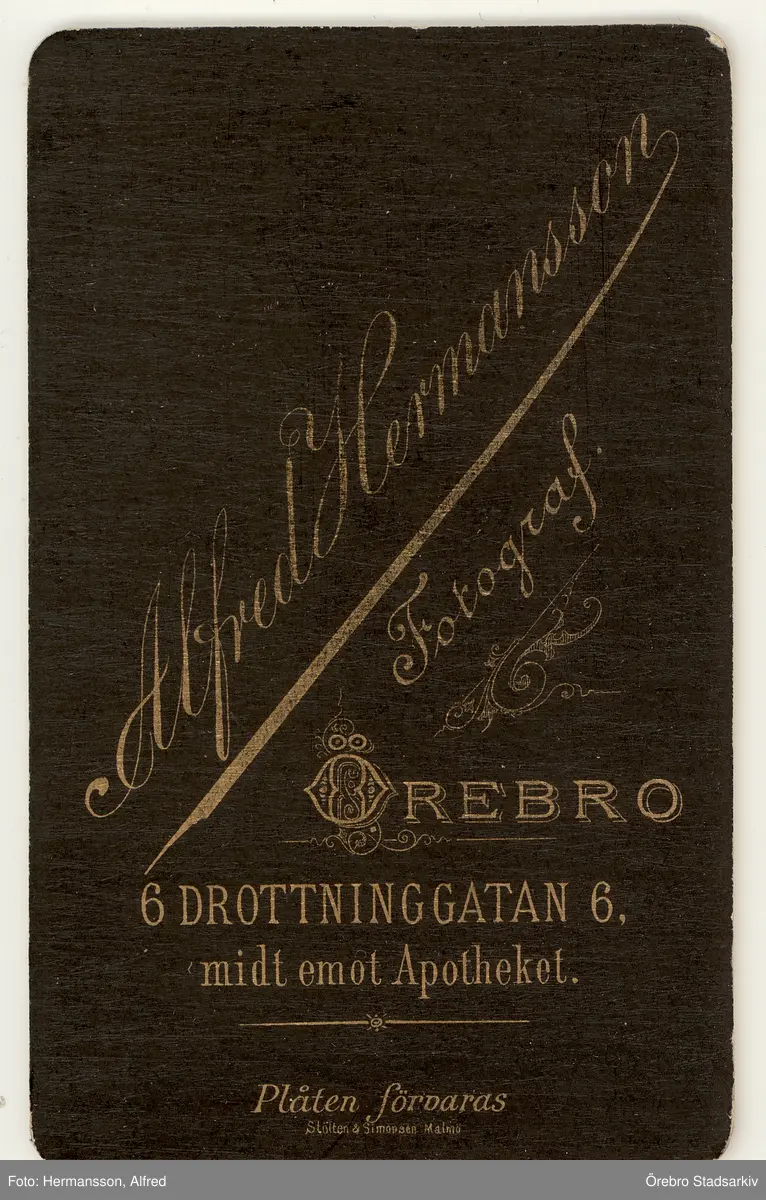 Alfred Hermansson
Fotograf.
ÖREBRO
6 DROTTNINGGATAN 6,
midt emot Apotheket.
Plåten förvaras
Stölten & Simonsen Malmö
Foto: Hermansson, Alfred
Örebro Stadsarkiv